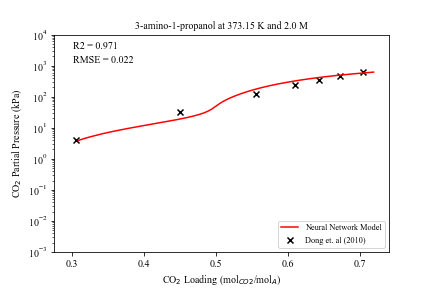 3-amino-1-propanol at 373.15 K and 2.0 M
R2 = 0.971
RMSE = 0.022
CO2 Partial Pressure (kPa)
10^4
10^3
10^2
10^1
10^0
10^−1
10^−2
10^−3
Neural Network Model
Dong et. al (2010)
0.3 0.4 0.5 0.6 0.7
CO2 Loading (molCO2/molA)